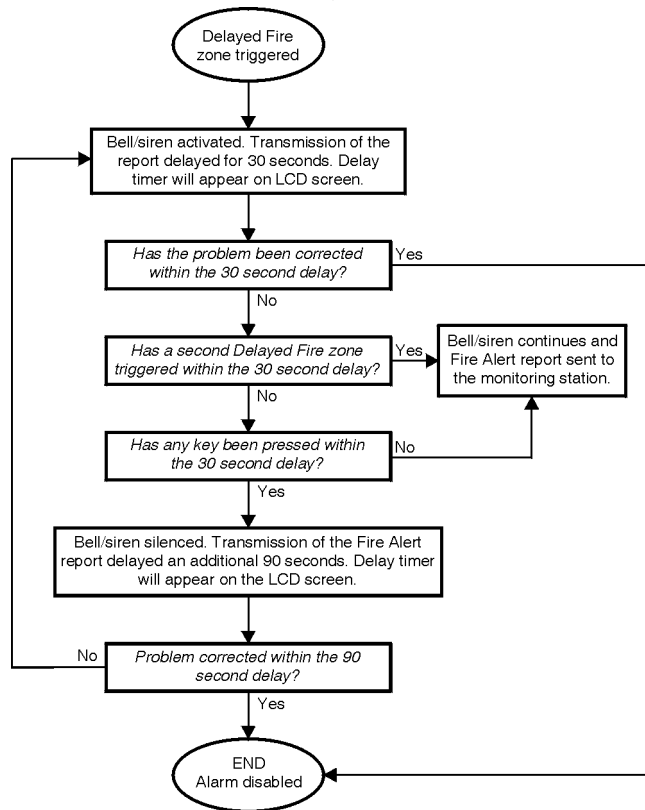 Delayed Fire
zone triggered
Bell/siren activated. Transmission of the
report delayed for 30 seconds. Delay
timer will appear on LCD screen.
Has the problem been corrected
within the 30 second delay?
Yes
No
Has a second Delayed Fire zone
triggered within the 30 second delay?
Yes
Bell/siren continues and
Fire Alert report sent to
the monitoring station.
No
Has any key been pressed within
the 30 second delay?
No
Yes
Bell/siren silenced. Transmission of the Fire Alert
report delayed an additional 90 seconds. Delay timer
will appear on the LCD screen.
No
Problem corrected within the 90
second delay?
Yes
END
Alarm disabled